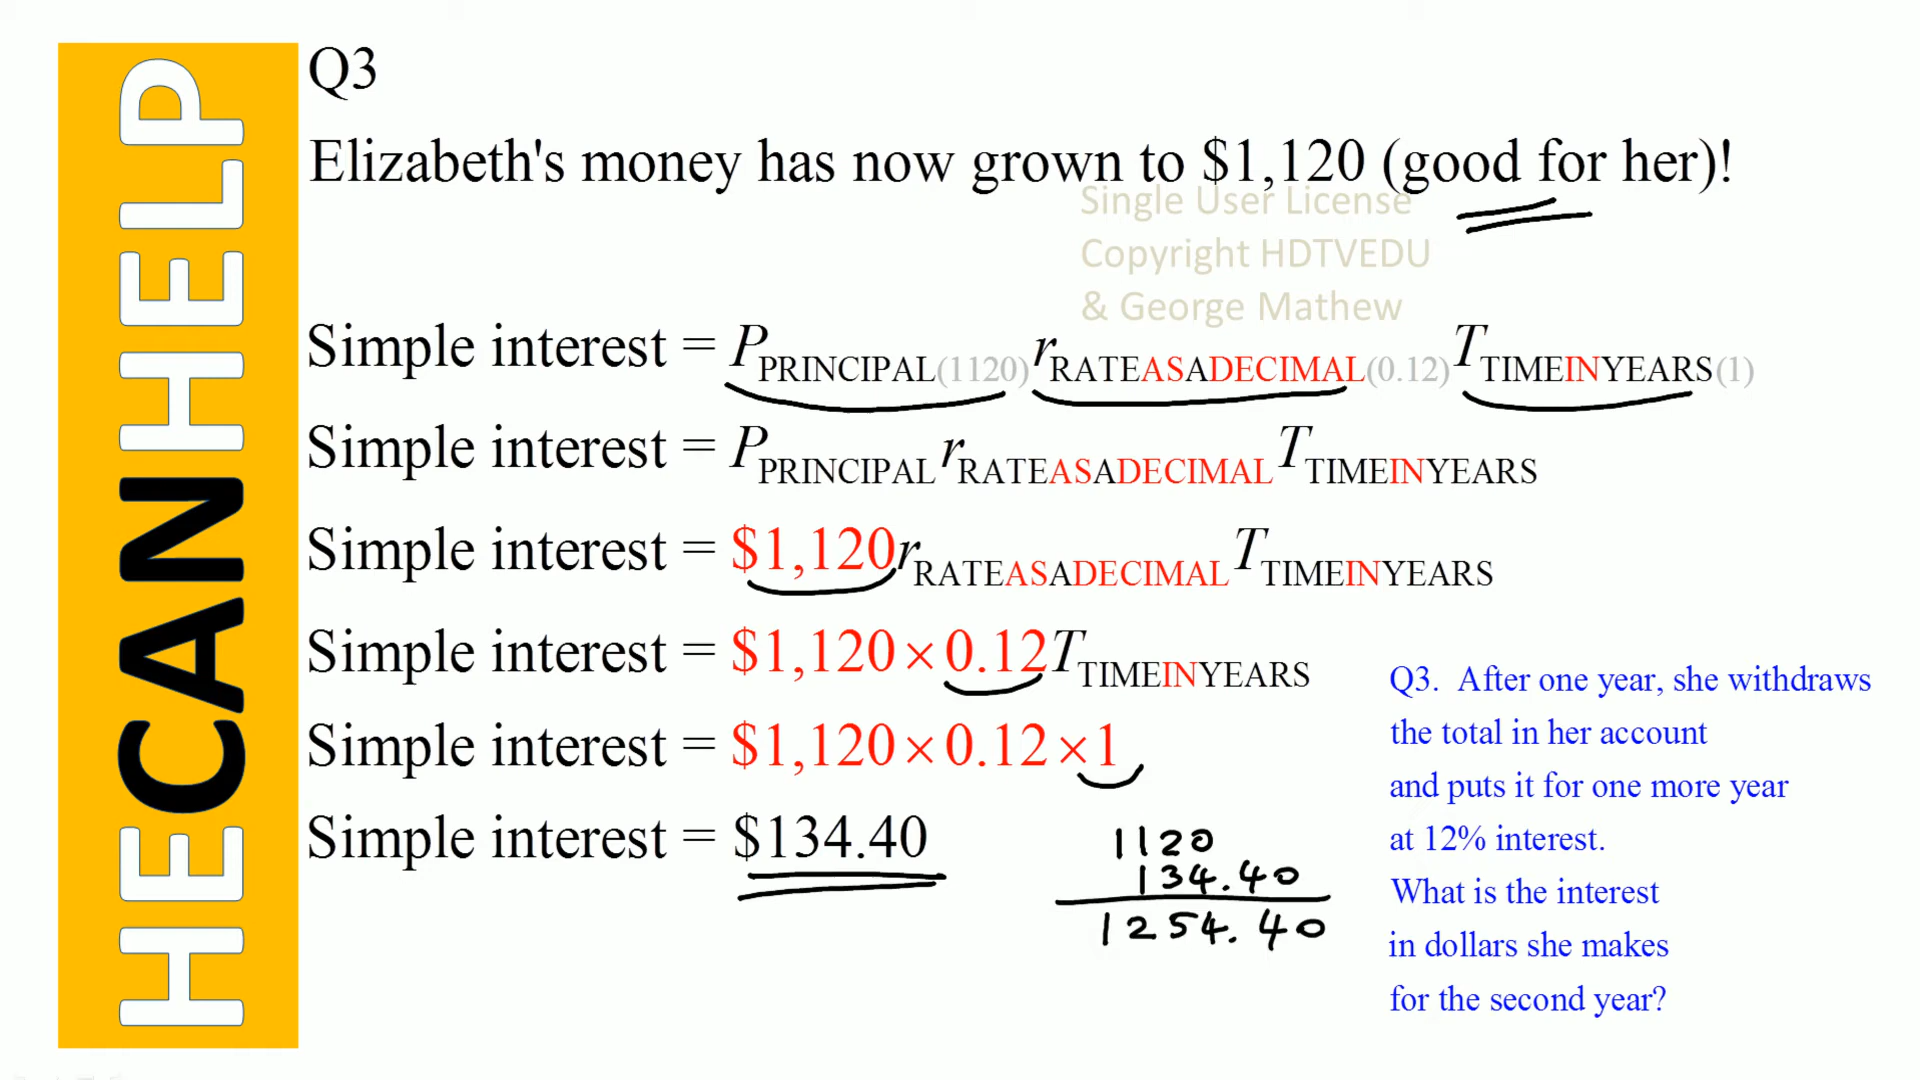 HECANHELP
Q3
Elizabeth's money has now grown to $1,120 (good for her)!
Single User License
Copyright HDTVEDU
& George Mathew
Simple interest = P PRINCIPAL(1120) r RATEASADECIMAL(0.12) T TIMEINYEARS(1)
Simple interest = P PRINCIPAL r RATEASADECIMAL T TIMEINYEARS
Simple interest = $1,120 r RATEASADECIMAL T TIMEINYEARS
Simple interest = $1,120 × 0.12 T TIMEINYEARS
Simple interest = $1,120 × 0.12 × 1
Simple interest = $134.40
1120
134.40
1254.40
Q3. After one year, she withdraws
the total in her account
and puts it for one more year
at 12% interest.
What is the interest
in dollars she makes
for the second year?